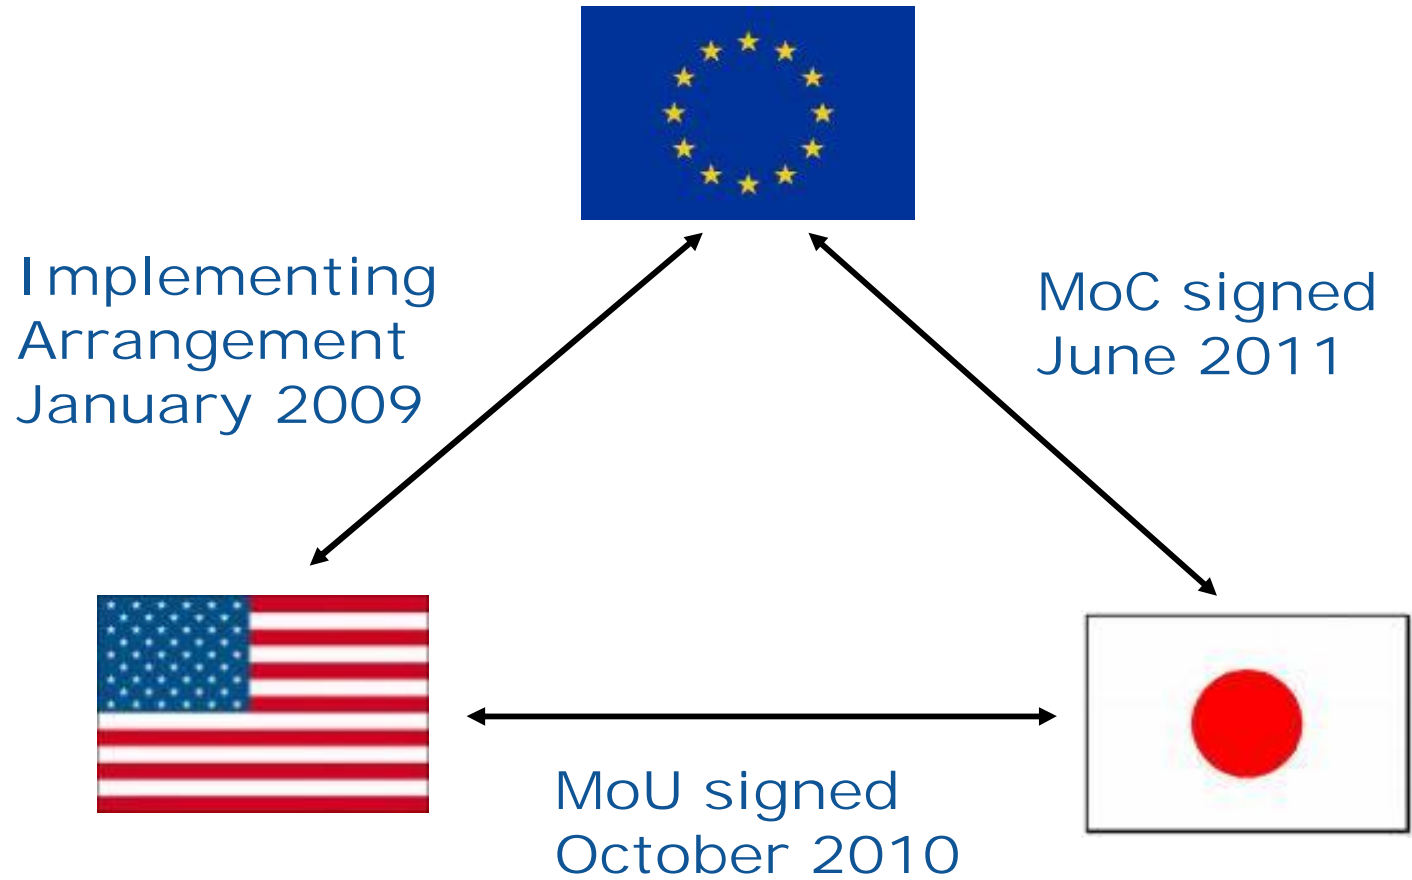 Implementing
Arrangement
January 2009
MoC signed
June 2011
MoU signed
October 2010